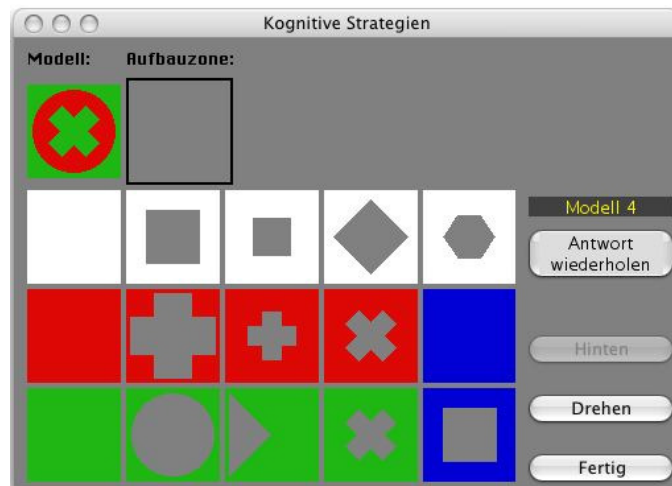 Kognitive Strategien
Modell:
Aufbauzone:
Modell 4
Antwort
wiederholen
Hinten
Drehen
Fertig